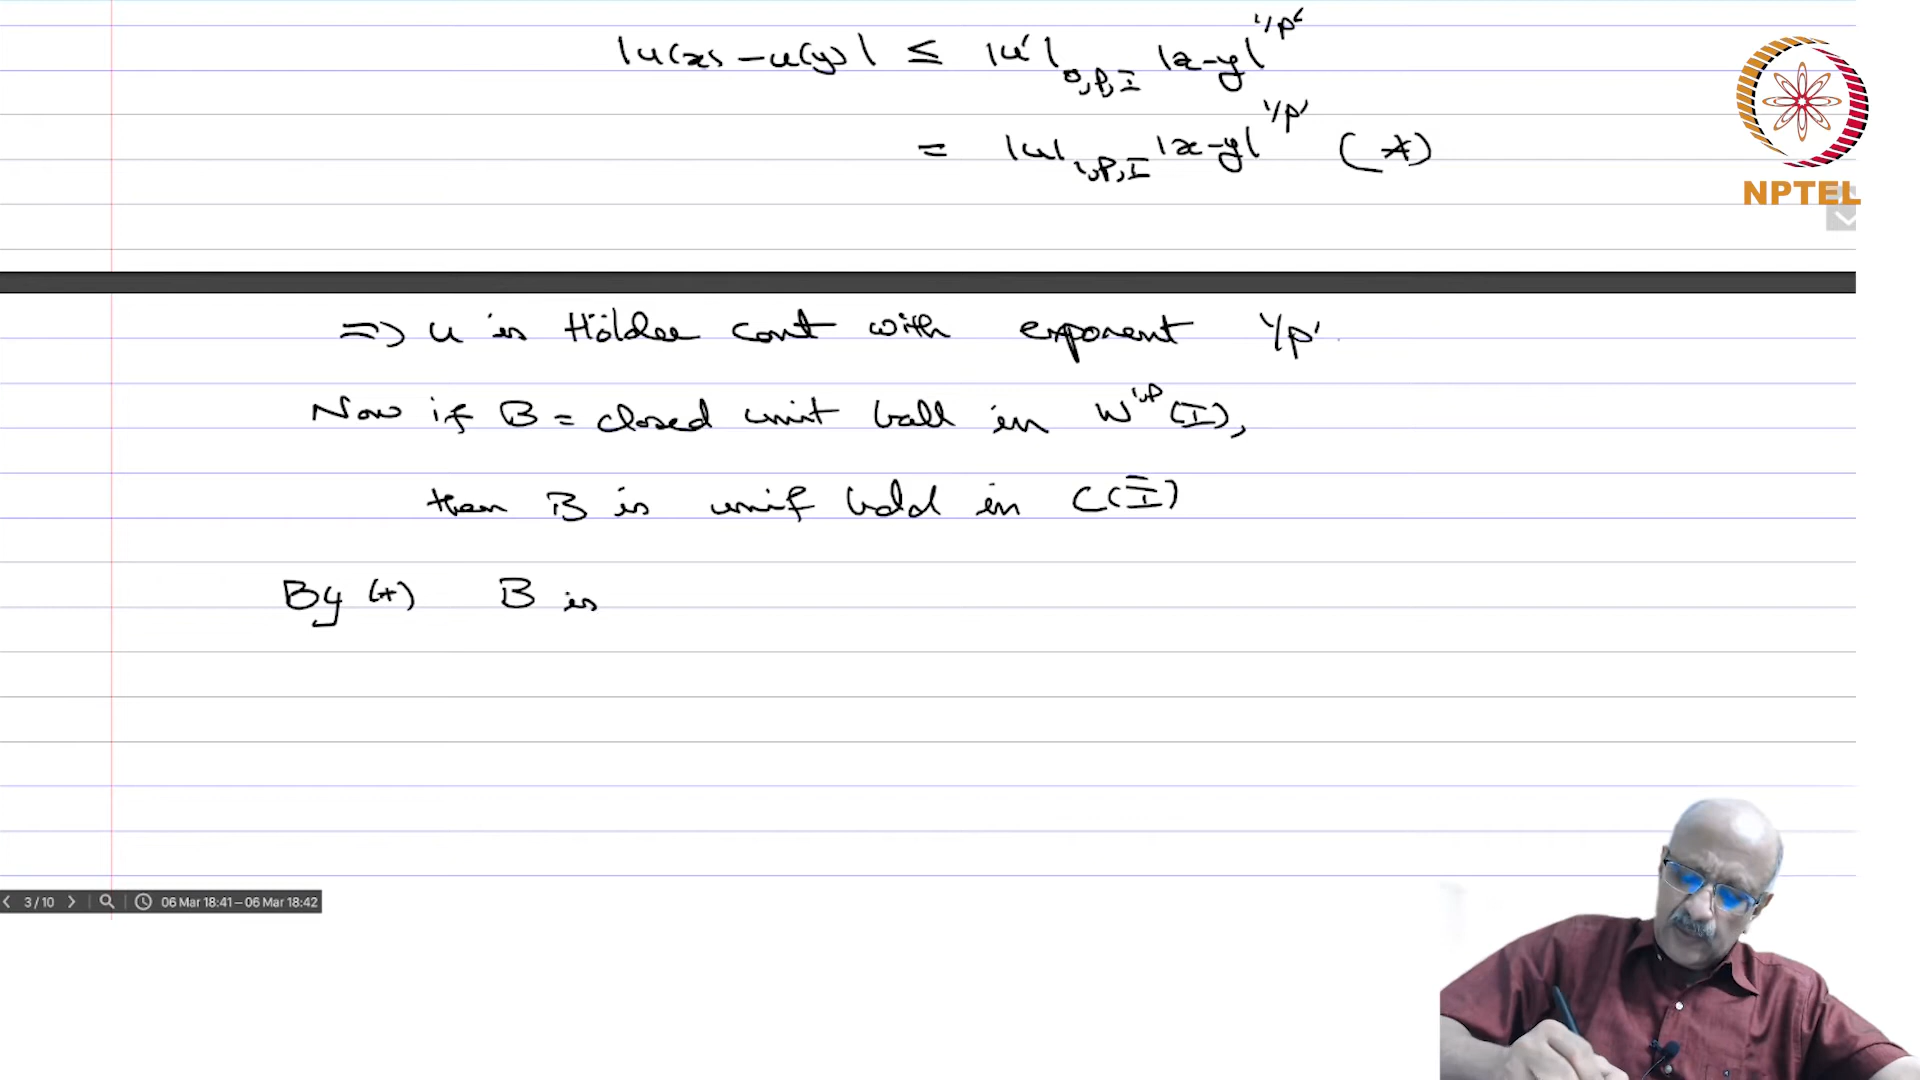 |u(x) - u(y)| ≤ |u'|_{0,p,I} |x-y|^{1/p'}
= |u|_{1,p,I} |x-y|^{1/p'} (*)
NPTEL
⇒ u is Hölder cont with exponent 1/p'.
Now if B = closed unit ball in W^{1,p}(I),
then B is unif bdd in C(Ī)
By (*) B is
3 / 10
06 Mar 18:41 – 06 Mar 18:42